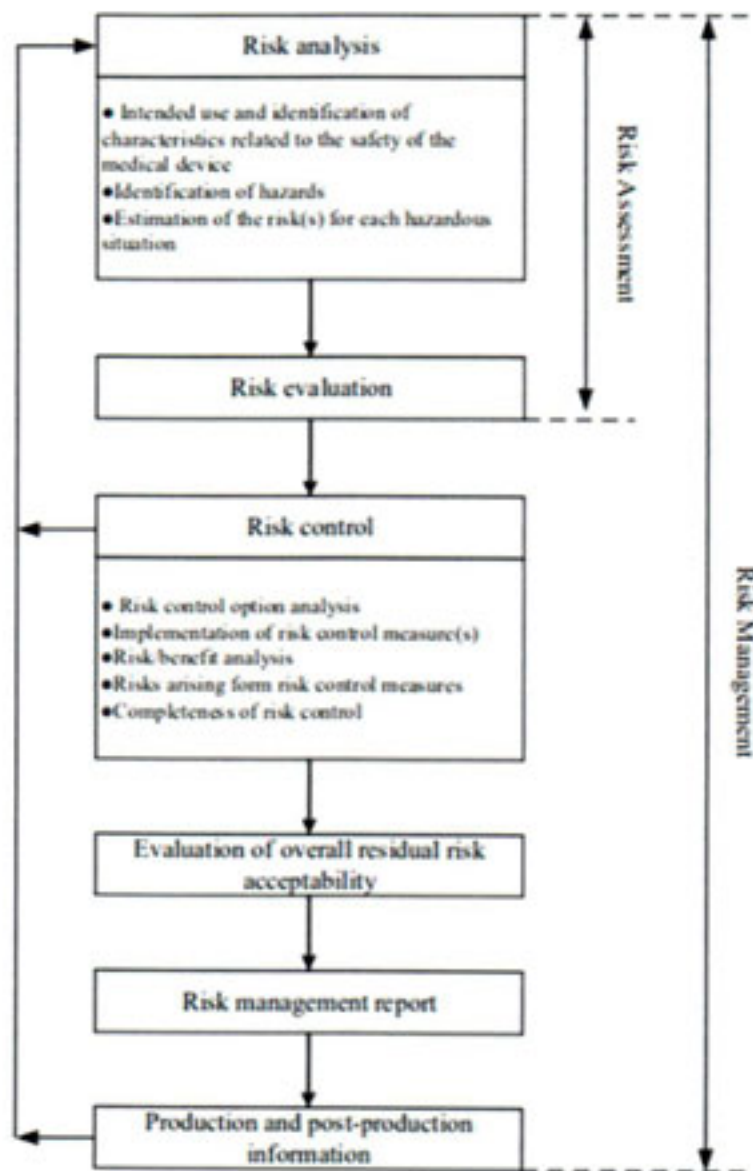 Risk analysis
● Intended use and identification of
characteristics related to the safety of the
medical device
●Identification of hazards
●Estimation of the risk(s) for each hazardous
situation
Risk evaluation
Risk control
● Risk control option analysis
●Implementation of risk control measure(s)
●Risk/benefit analysis
●Risks arising form risk control measures
●Completeness of risk control
Evaluation of overall residual risk
acceptability
Risk management report
Production and post-production
information
Risk Assessment
Risk Management